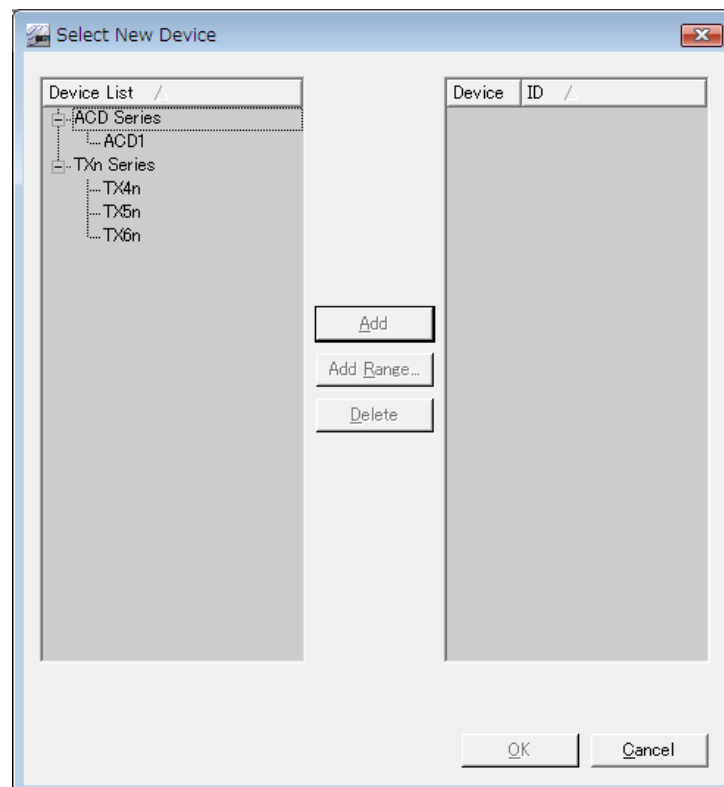 Select New Device
Device List
ACD Series
ACD1
TXn Series
TX4n
TX5n
TX6n
Device ID
Add
Add Range...
Delete
OK
Cancel